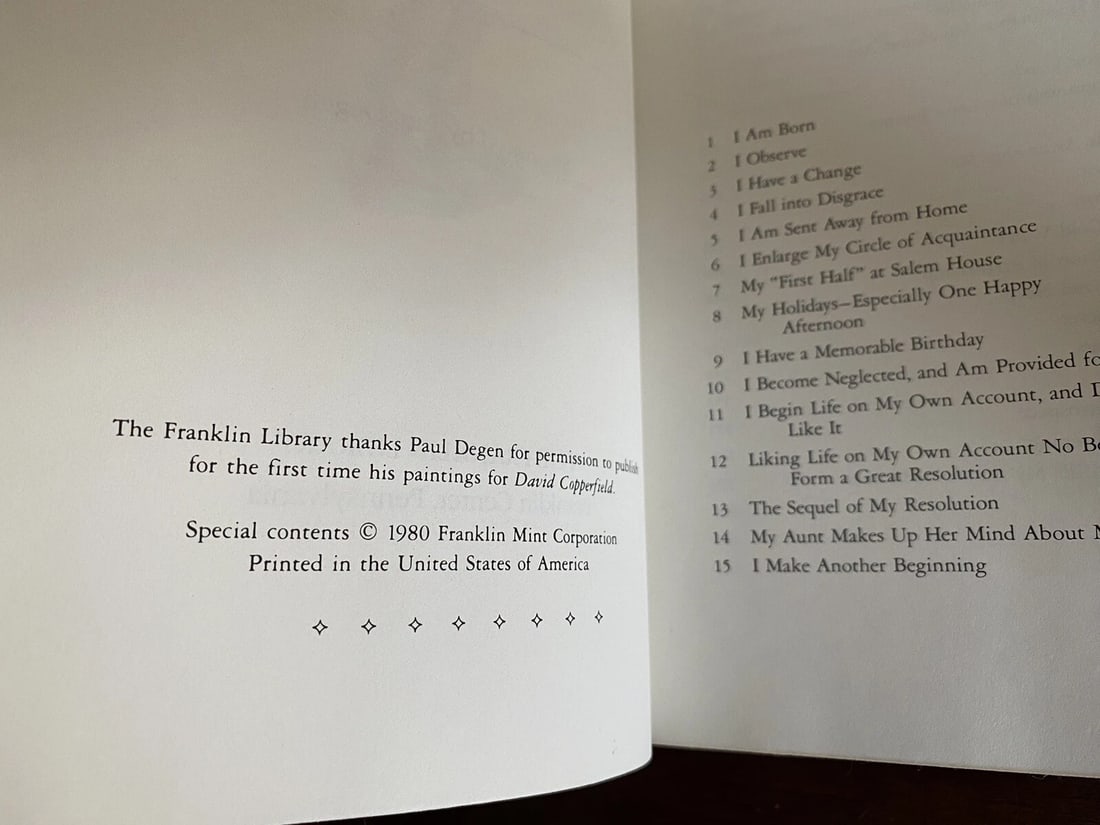 The Franklin Library thanks Paul Degen for permission to publish
for the first time his paintings for David Copperfield.
Special contents © 1980 Franklin Mint Corporation
Printed in the United States of America
1 I Am Born
2 I Observe
3 I Have a Change
4 I Fall into Disgrace
5 I Am Sent Away from Home
6 I Enlarge My Circle of Acquaintance
7 My "First Half" at Salem House
8 My Holidays—Especially One Happy
Afternoon
9 I Have a Memorable Birthday
10 I Become Neglected, and Am Provided fo
11 I Begin Life on My Own Account, and
Like It
12 Liking Life on My Own Account No
Form a Great Resolution
13 The Sequel of My Resolution
14 My Aunt Makes Up Her Mind About
15 I Make Another Beginning